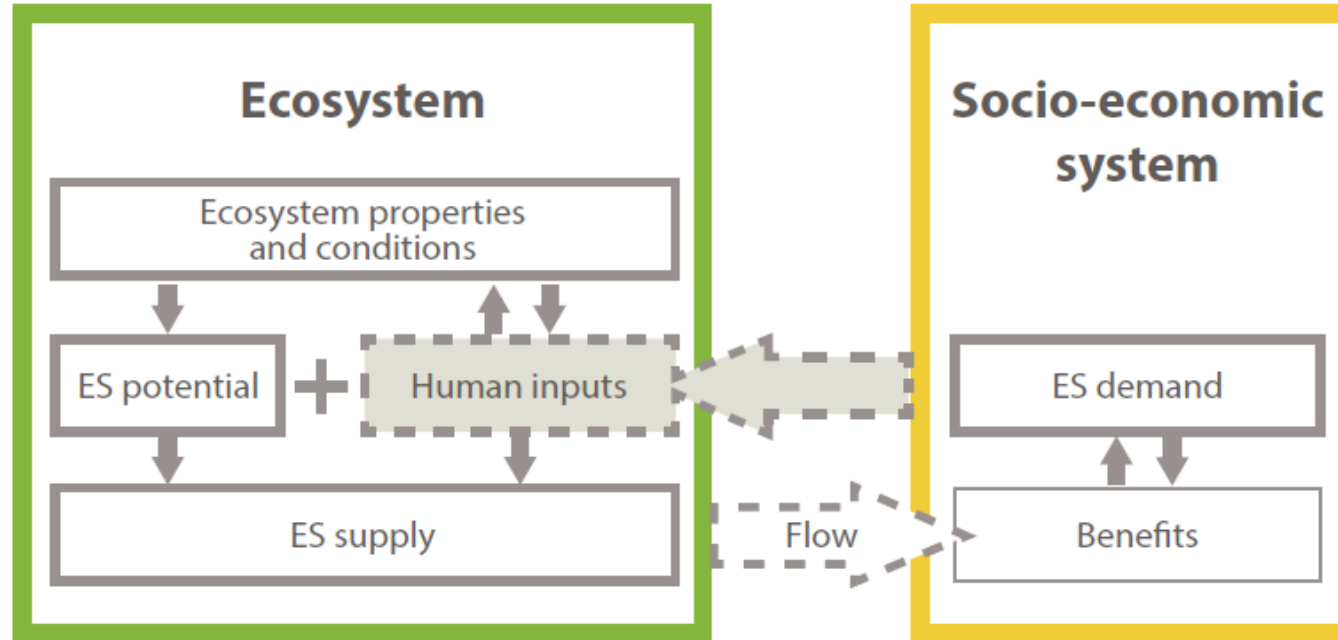 Ecosystem
Socio-economic
system
Ecosystem properties
and conditions
ES potential
+
Human inputs
ES demand
ES supply
Flow
Benefits